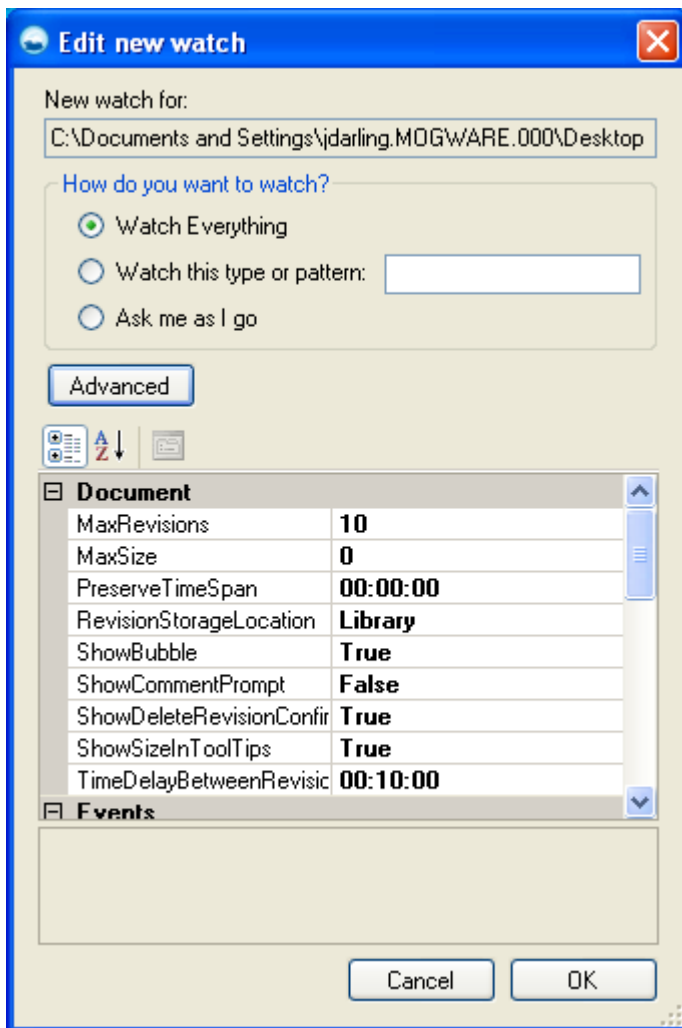 Edit new watch
New watch for:
C:\Documents and Settings\jdarling.MOGWARE.000\Desktop
How do you want to watch?
Watch Everything
Watch this type or pattern:
Ask me as I go
Advanced
Document
MaxRevisions 10
MaxSize 0
PreserveTimeSpan 00:00:00
RevisionStorageLocation Library
ShowBubble True
ShowCommentPrompt False
ShowDeleteRevisionConfir True
ShowSizeInToolTips True
TimeDelayBetweenRevisic 00:10:00
Events
Cancel OK